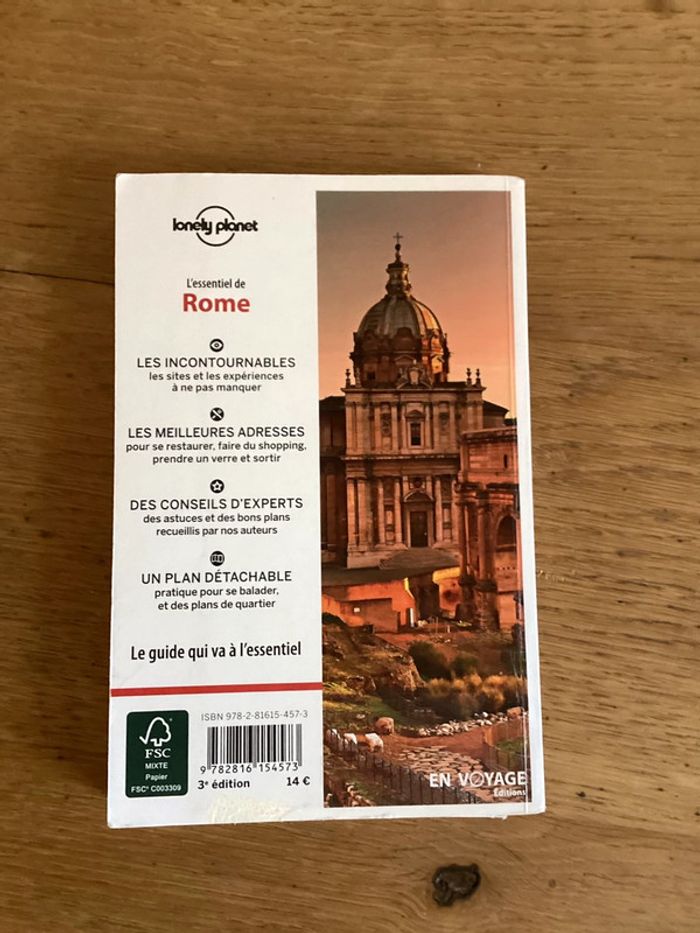 lonely planet
L'essentiel de
Rome
LES INCONTOURNABLES
les sites et les expériences
à ne pas manquer
LES MEILLEURES ADRESSES
pour se restaurer, faire du shopping,
prendre un verre et sortir
DES CONSEILS D'EXPERTS
des astuces et des bons plans
recueillis par nos auteurs
UN PLAN DÉTACHABLE
pratique pour se balader,
et des plans de quartier
Le guide qui va à l'essentiel
FSC
MIXTE
Papier
FSC® C003309
ISBN 978-2-81615-457-3
9 782816 154573
3e édition 14 €
EN VOYAGE
Éditions